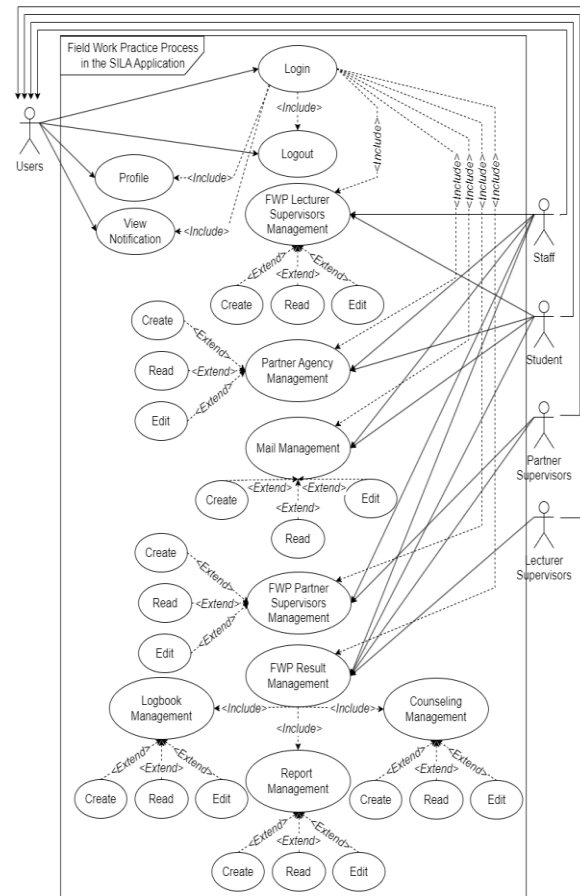 Field Work Practice Process
in the SILA Application
Login
<Include>
Users
Logout
Profile
<Include>
View
Notification
<Include>
<Include>
<Include>
<Include>
<Include>
<Include>
FWP Lecturer
Supervisors
Management
Staff
<Extend>
<Extend>
<Extend>
Create
Read
Edit
Create
<Extend>
Read
<Extend>
Partner Agency
Management
Student
Edit
<Extend>
Mail Management
Partner
Supervisors
<Extend>
<Extend>
Create
Edit
<Extend>
Read
Lecturer
Supervisors
Create
<Extend>
Read
<Extend>
FWP Partner
Supervisors
Management
Edit
<Extend>
FWP Result
Management
Logbook
Management
<Include>
<Include>
Counseling
Management
<Include>
<Extend>
<Extend>
<Extend>
Create
Read
Edit
Report
Management
<Extend>
<Extend>
<Extend>
Create
Read
Edit
<Extend>
<Extend>
<Extend>
Create
Read
Edit